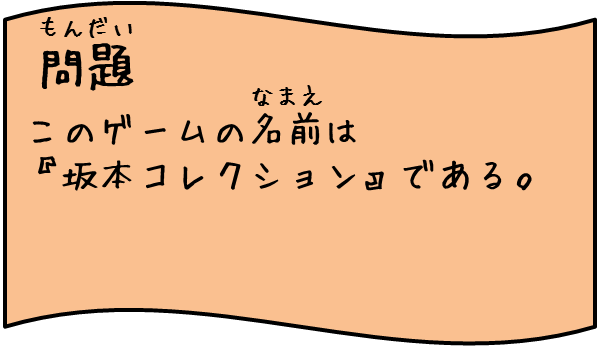 もんだい
問題
なまえ
このゲームの名前は
『坂本コレクション』である。